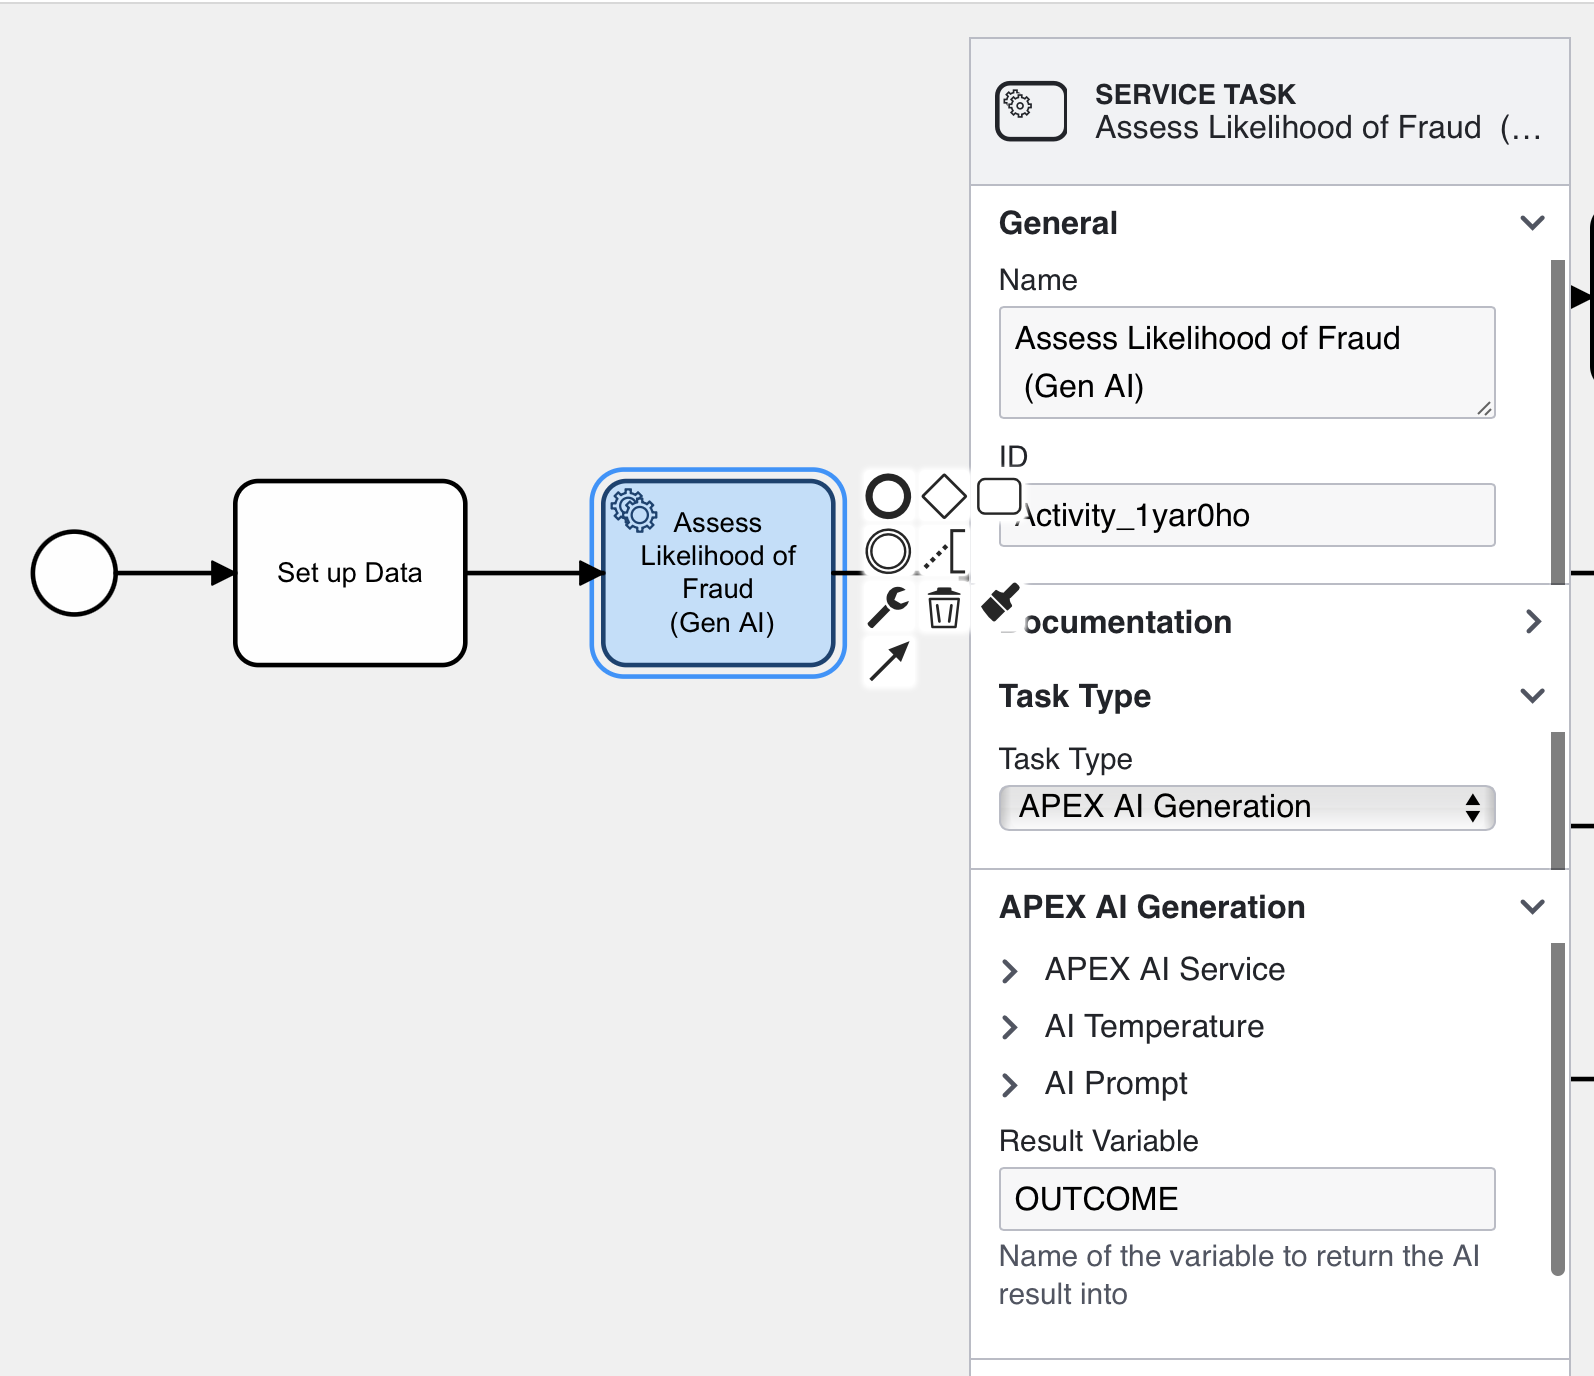 Set up Data
Assess
Likelihood of
Fraud
(Gen AI)
SERVICE TASK
Assess Likelihood of Fraud (…
General
Name
Assess Likelihood of Fraud
(Gen AI)
ID
Activity_1yar0ho
ocumentation
Task Type
Task Type
APEX AI Generation
APEX AI Generation
APEX AI Service
AI Temperature
AI Prompt
Result Variable
OUTCOME
Name of the variable to return the AI
result into